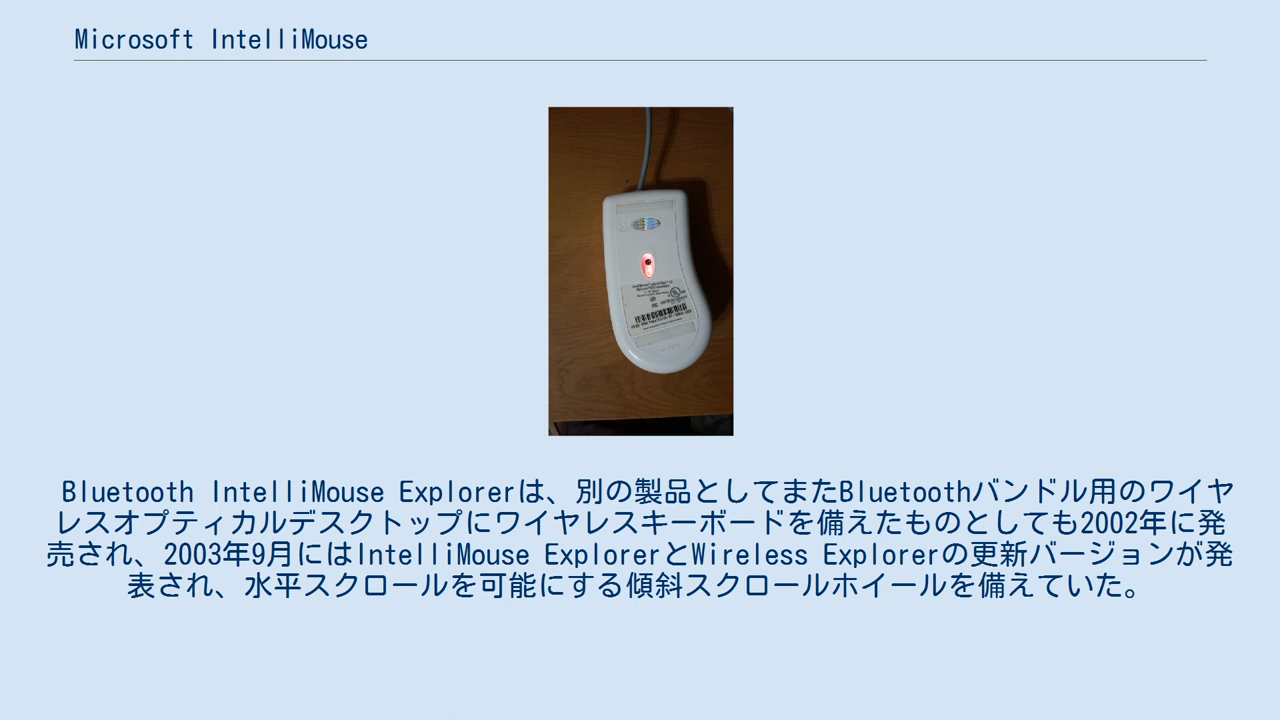 Microsoft IntelliMouse
Bluetooth IntelliMouse Explorerは、別の製品としてまたBluetoothバンドル用のワイヤ
レスオプティカルデスクトップにワイヤレスキーボードを備えたものとしても2002年に発
売され、2003年9月にはIntelliMouse ExplorerとWireless Explorerの更新バージョンが発
表され、水平スクロールを可能にする傾斜スクロールホイールを備えていた。